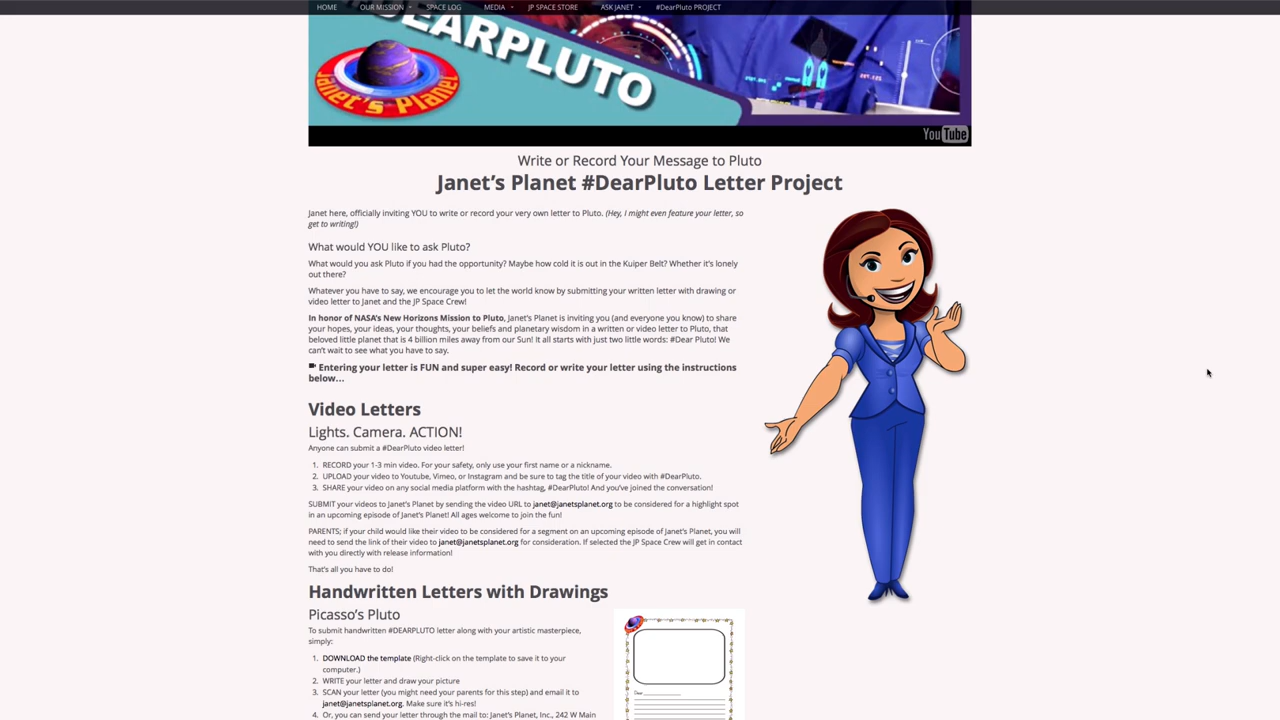 HOME OUR MISSION SPACE LOG MEDIA JP SPACE STORE ASK JANET #DearPluto PROJECT
DEARPLUTO
Janet's Planet
YouTube
Write or Record Your Message to Pluto
Janet's Planet #DearPluto Letter Project
Janet here, officially inviting YOU to write or record your very own letter to Pluto. (Hey, I might even feature your letter, so
get to writing!)
What would YOU like to ask Pluto?
What would you ask Pluto if you had the opportunity? Maybe how cold it is out in the Kuiper Belt? Whether it's lonely
out there?
Whatever you have to say, we encourage you to let the world know by submitting your written letter with drawing or
video letter to Janet and the JP Space Crew!
In honor of NASA's New Horizons Mission to Pluto, Janet's Planet is inviting you (and everyone you know) to share
your hopes, your ideas, your thoughts, your beliefs and planetary wisdom in a written or video letter to Pluto, that
beloved little planet that is 4 billion miles away from our Sun! It all starts with just two little words: #Dear Pluto! We
can't wait to see what you have to say.
Entering your letter is FUN and super easy! Record or write your letter using the instructions
below...
Video Letters
Lights. Camera. ACTION!
Anyone can submit a #DearPluto video letter!
1. RECORD your 1-3 min video. For your safety, only use your first name or a nickname.
2. UPLOAD your video to Youtube, Vimeo, or Instagram and be sure to tag the title of your video with #DearPluto.
3. SHARE your video on any social media platform with the hashtag, #DearPluto! And you've joined the conversation!
SUBMIT your videos to Janet's Planet by sending the video URL to janet@janetsplanet.org to be considered for a highlight spot
in an upcoming episode of Janet's Planet! All ages welcome to join the fun!
PARENTS; if your child would like their video to be considered for a segment on an upcoming episode of Janet's Planet, you will
need to send the link of their video to janet@janetsplanet.org for consideration. If selected the JP Space Crew will get in contact
with you directly with release information!
That's all you have to do!
Handwritten Letters with Drawings
Picasso's Pluto
To submit handwritten #DEARPLUTO letter along with your artistic masterpiece,
simply:
1. DOWNLOAD the template (Right-click on the template to save it to your
computer.)
2. WRITE your letter and draw your picture
3. SCAN your letter (you might need your parents for this step) and email it to
janet@janetsplanet.org. Make sure it's hi-res!
4. Or, you can send your letter through the mail to: Janet's Planet, Inc., 242 W Main
Dear